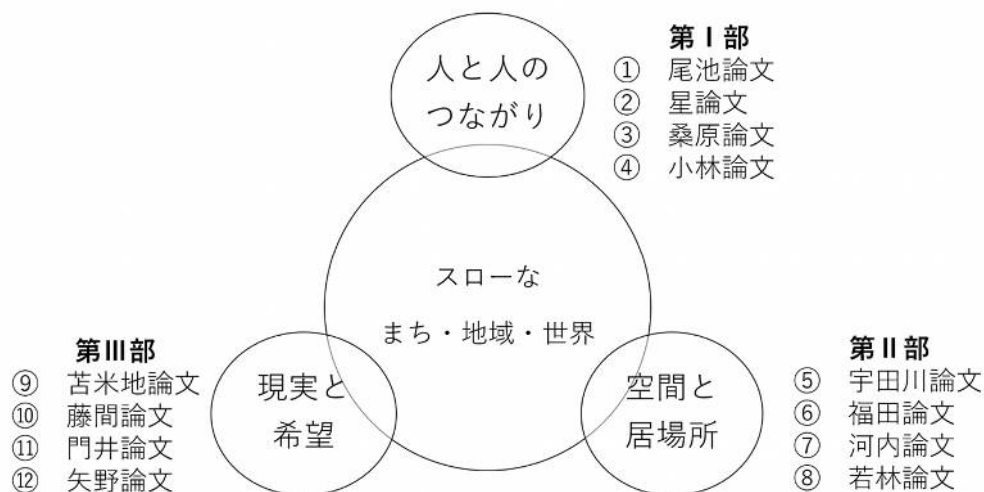 人と人の
つながり
第Ⅰ部
① 尾池論文
② 星論文
③ 桑原論文
④ 小林論文
スローな
まち・地域・世界
第Ⅲ部
⑨ 苫米地論文
⑩ 藤間論文
⑪ 門井論文
⑫ 矢野論文
現実と
希望
空間と
居場所
第Ⅱ部
⑤ 宇田川論文
⑥ 福田論文
⑦ 河内論文
⑧ 若林論文